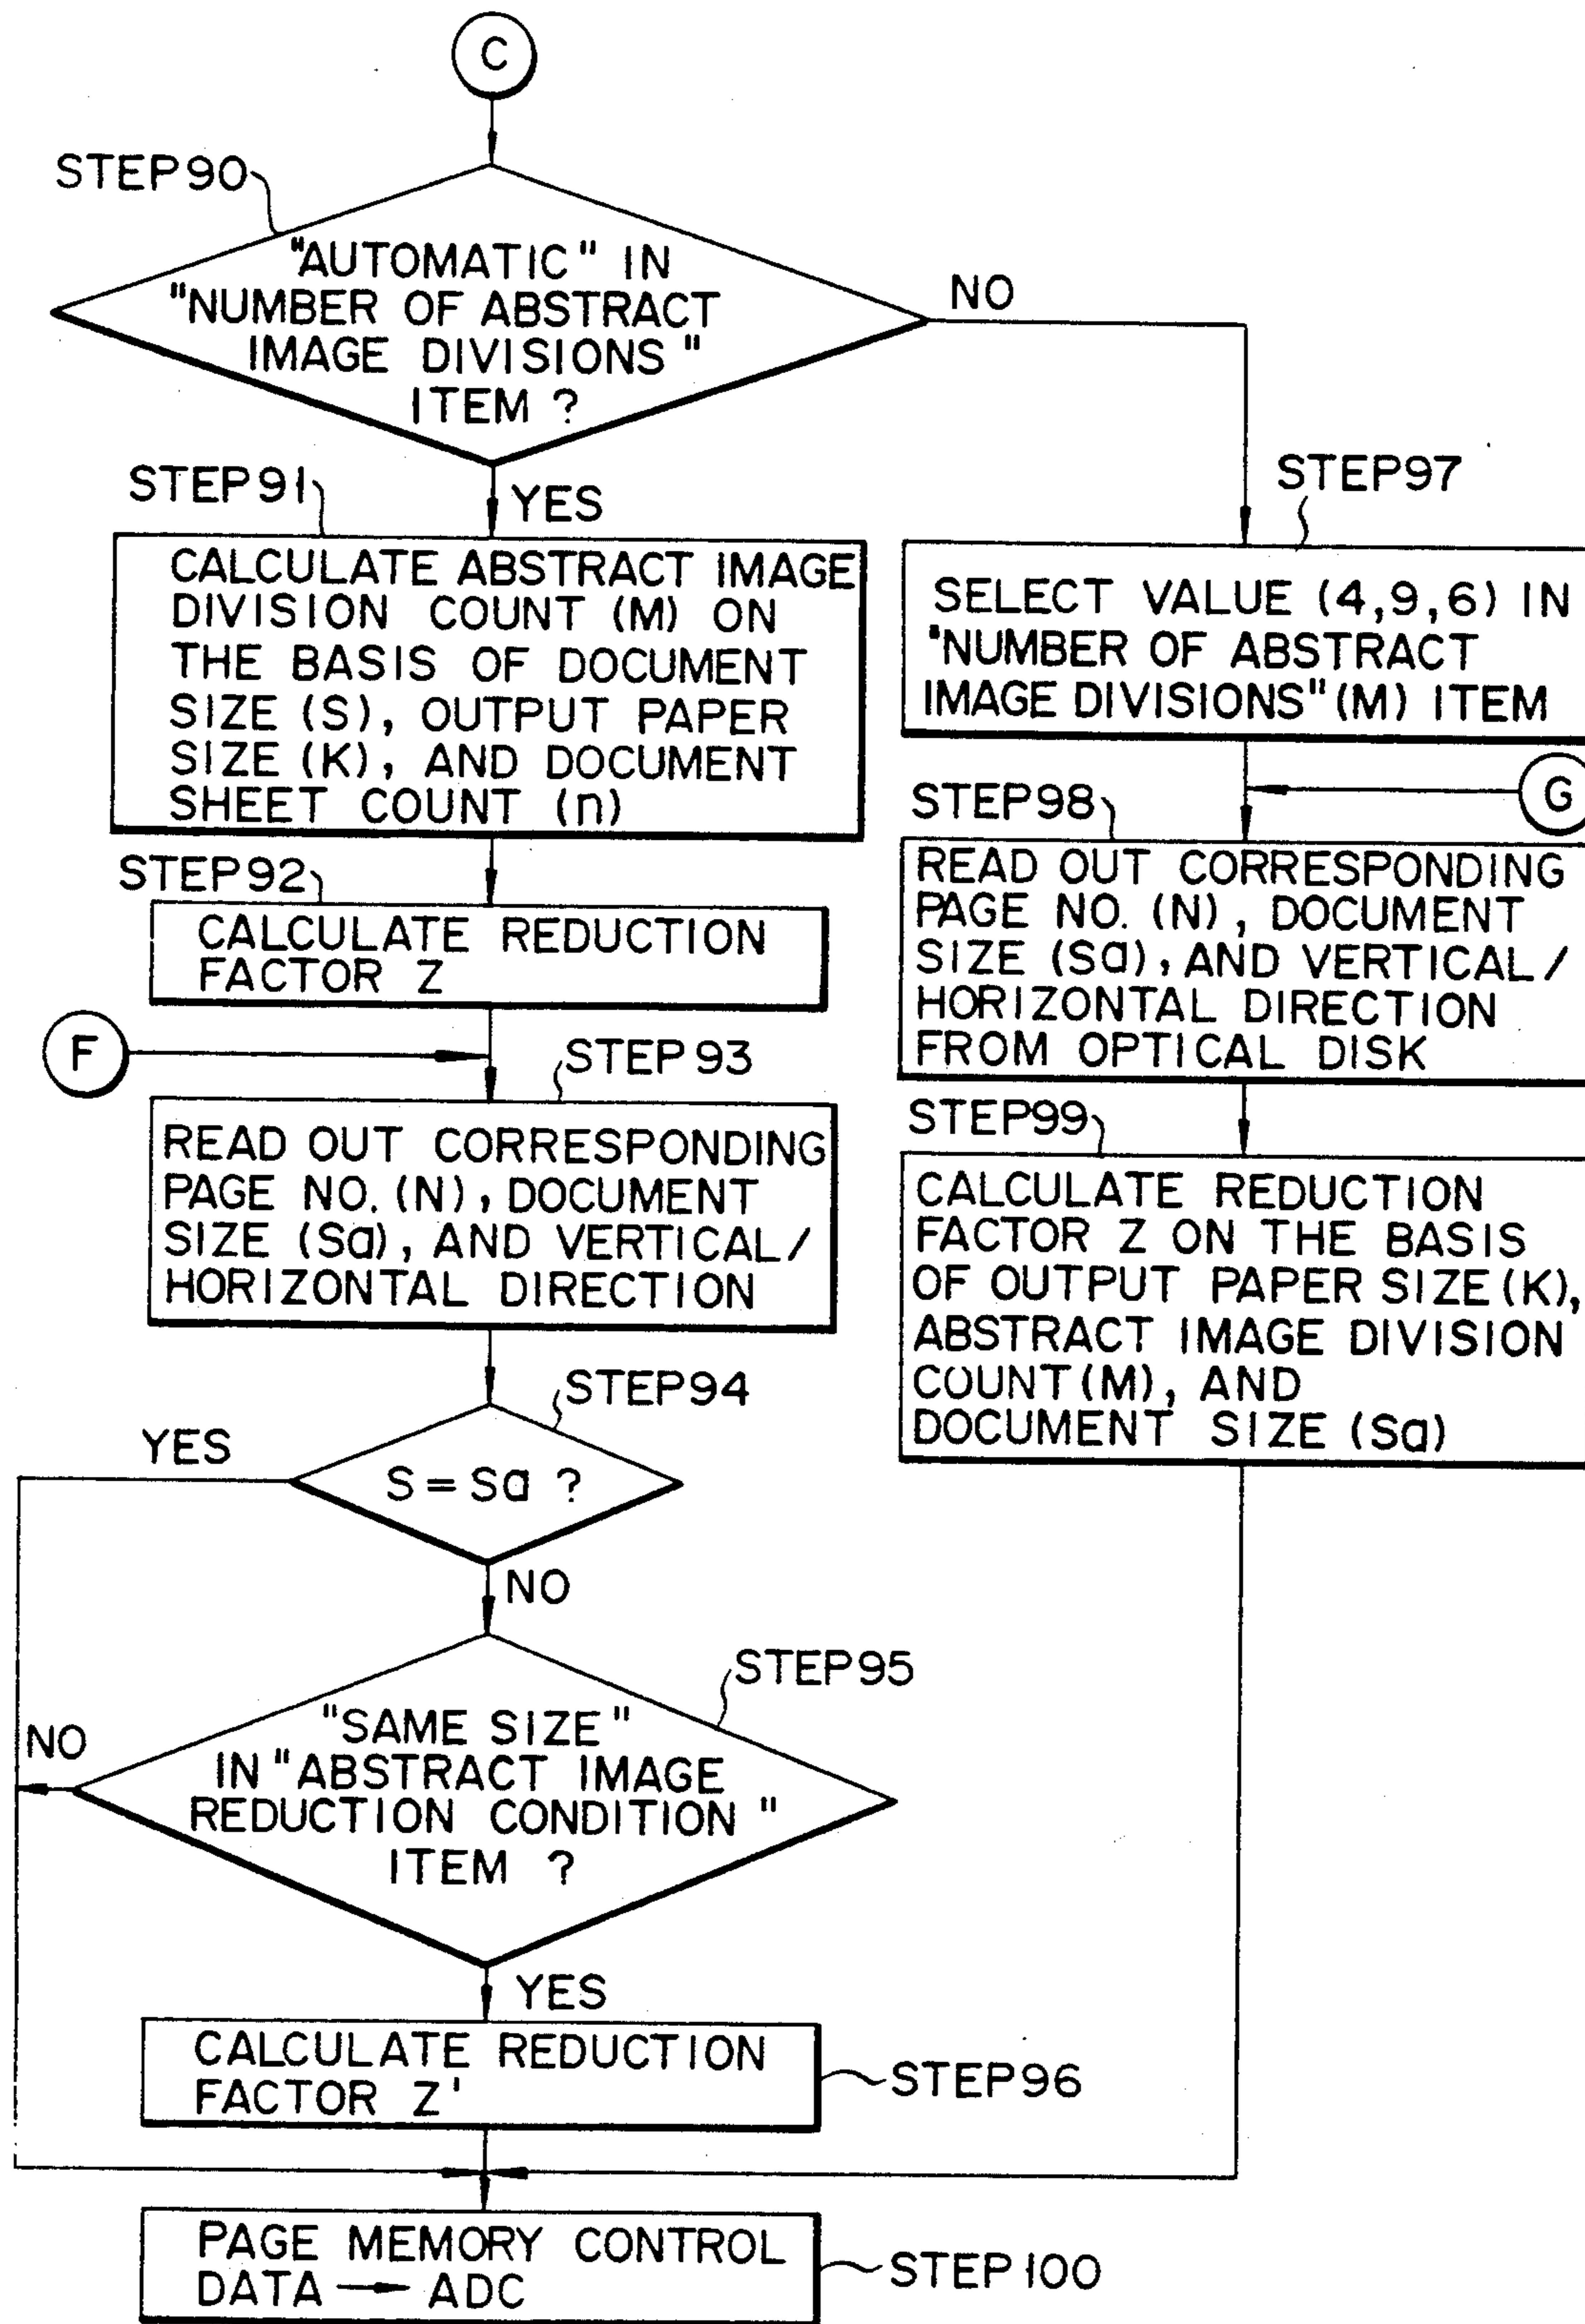 C
STEP90
"AUTOMATIC" IN
"NUMBER OF ABSTRACT
IMAGE DIVISIONS"
ITEM ?
NO
YES
STEP91
CALCULATE ABSTRACT IMAGE
DIVISION COUNT (M) ON
THE BASIS OF DOCUMENT
SIZE (S), OUTPUT PAPER
SIZE (K), AND DOCUMENT
SHEET COUNT (n)
STEP92
CALCULATE REDUCTION
FACTOR Z
F
STEP93
READ OUT CORRESPONDING
PAGE NO. (N), DOCUMENT
SIZE (Sa), AND VERTICAL/
HORIZONTAL DIRECTION
STEP94
YES
S = Sa ?
NO
STEP95
NO
"SAME SIZE"
IN "ABSTRACT IMAGE
REDUCTION CONDITION"
ITEM ?
YES
CALCULATE REDUCTION
FACTOR Z'
STEP96
PAGE MEMORY CONTROL
DATA → ADC
STEP100
STEP97
SELECT VALUE (4,9,6) IN
"NUMBER OF ABSTRACT
IMAGE DIVISIONS"(M) ITEM
G
STEP98
READ OUT CORRESPONDING
PAGE NO. (N), DOCUMENT
SIZE (Sa), AND VERTICAL/
HORIZONTAL DIRECTION
FROM OPTICAL DISK
STEP99
CALCULATE REDUCTION
FACTOR Z ON THE BASIS
OF OUTPUT PAPER SIZE (K),
ABSTRACT IMAGE DIVISION
COUNT (M), AND
DOCUMENT SIZE (Sa)